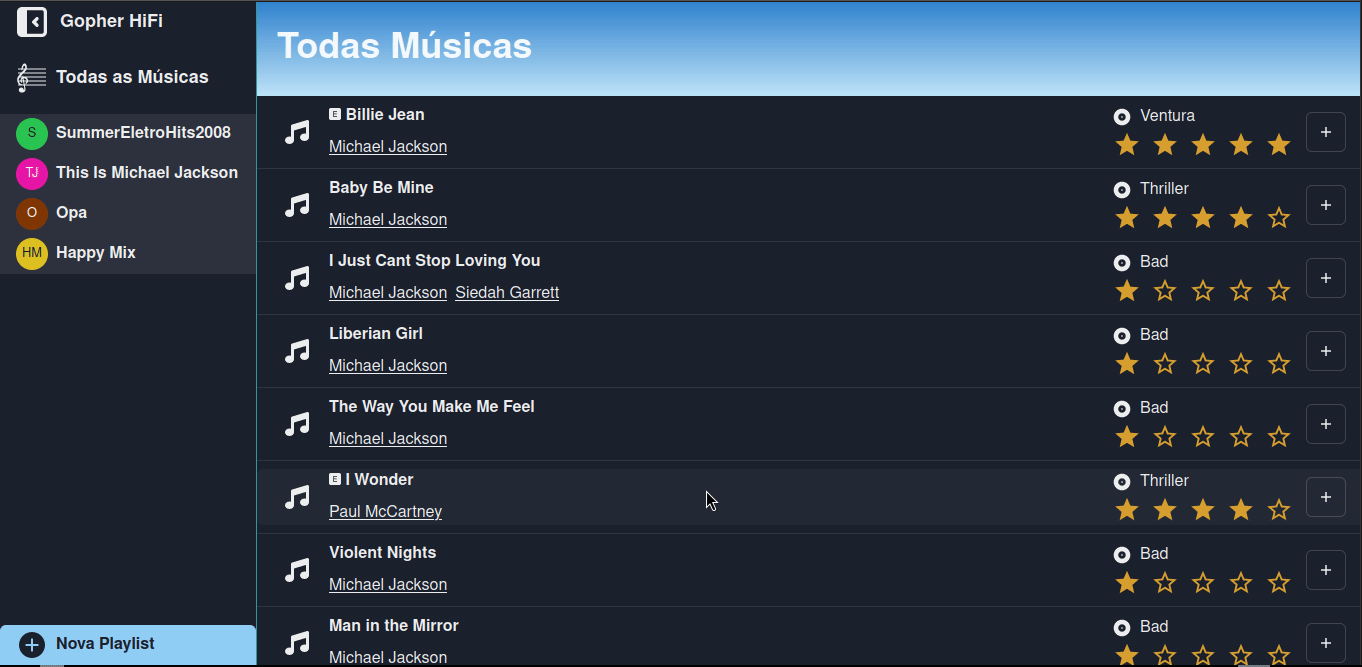 Gopher HiFi
Todas as Músicas
S SummerEletroHits2008
TJ This Is Michael Jackson
O Opa
HM Happy Mix
Nova Playlist
Todas Músicas
E Billie Jean
Michael Jackson
Ventura
+
Baby Be Mine
Michael Jackson
Thriller
+
I Just Cant Stop Loving You
Michael Jackson Siedah Garrett
Bad
+
Liberian Girl
Michael Jackson
Bad
+
The Way You Make Me Feel
Michael Jackson
Bad
+
E I Wonder
Paul McCartney
Thriller
+
Violent Nights
Michael Jackson
Bad
+
Man in the Mirror
Michael Jackson
Bad
+